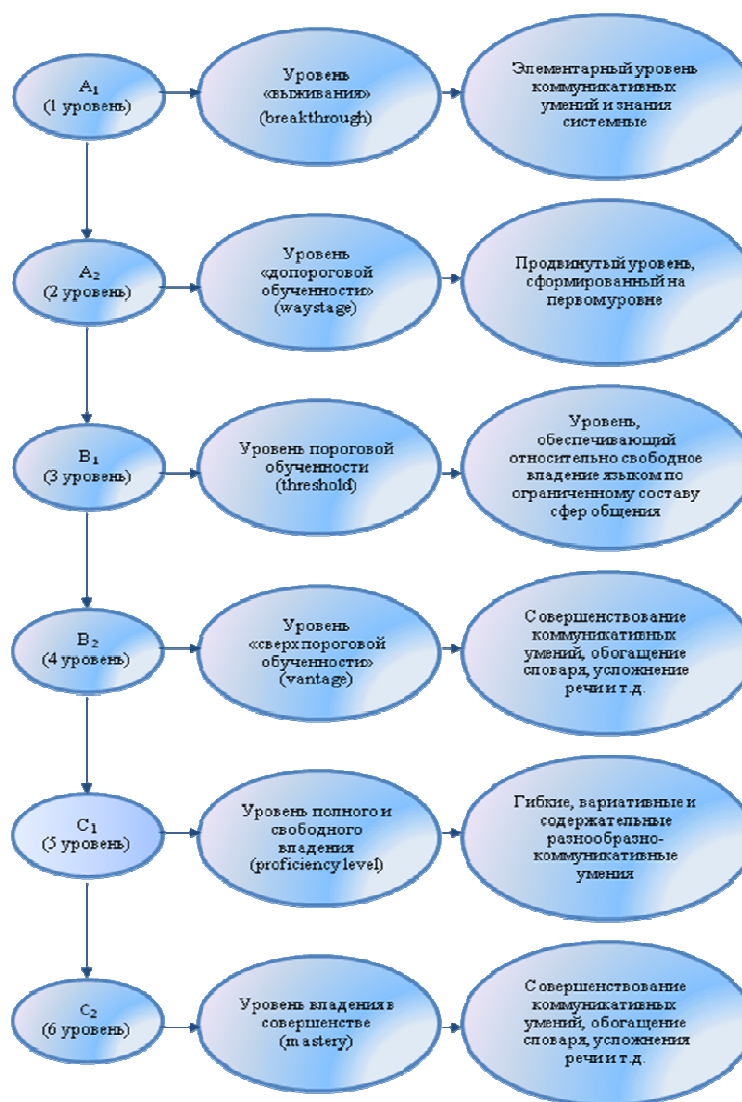 A₁
(1 уровень)
Уровень
«выживания»
(breakthrough)
Элементарный уровень
коммуникативных
умений и знания
системные
A₂
(2 уровень)
Уровень
«допороговой
обученности»
(waystage)
Продвинутый уровень,
сформированный на
первом уровне
B₁
(3 уровень)
Уровень пороговой
обученности
(threshold)
Уровень,
обеспечивающий
относительно свободное
владение языком по
ограниченному составу
сфер общения
B₂
(4 уровень)
Уровень
«сверх пороговой
обученности»
(vantage)
Совершенствование
коммуникативных
умений, обогащение
словаря, усложнение
речи и т.д.
C₁
(5 уровень)
Уровень полного и
свободного
владения
(proficiency level)
Гибкие, вариативные и
содержательные
разнообразно-
коммуникативные
умения
C₂
(6 уровень)
Уровень владения в
совершенстве
(mastery)
Совершенствование
коммуникативных
умений, обогащение
словаря, усложнения
речи и т.д.